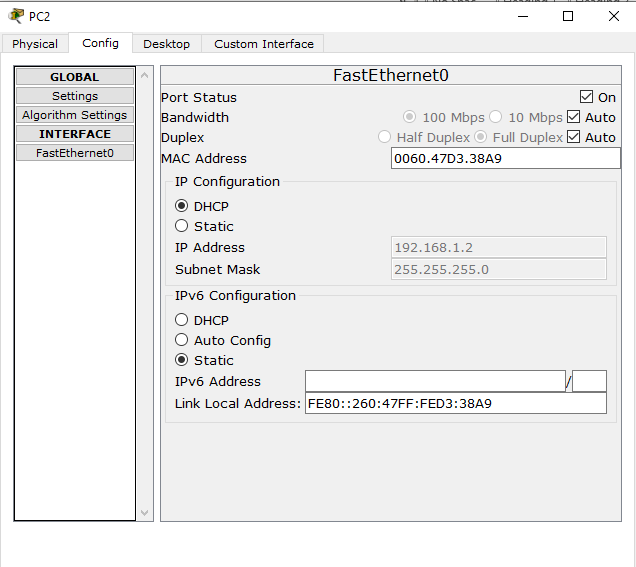 PC2
Physical Config Desktop Custom Interface
GLOBAL
Settings
Algorithm Settings
INTERFACE
FastEthernet0
FastEthernet0
Port Status On
Bandwidth 100 Mbps 10 Mbps Auto
Duplex Half Duplex Full Duplex Auto
MAC Address 0060.47D3.38A9
IP Configuration
DHCP
Static
IP Address 192.168.1.2
Subnet Mask 255.255.255.0
IPv6 Configuration
DHCP
Auto Config
Static
IPv6 Address /
Link Local Address: FE80::260:47FF:FED3:38A9